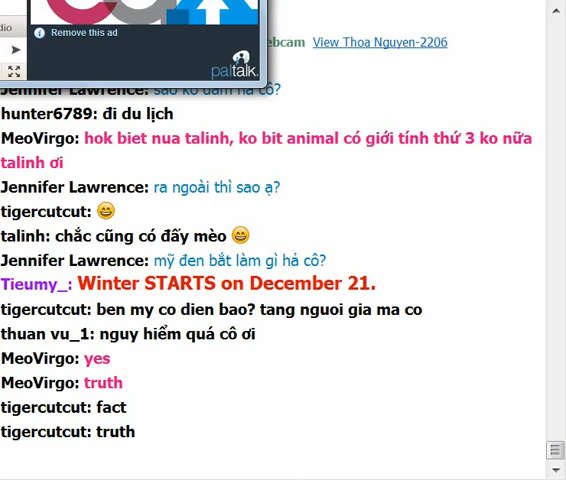 dio
Remove this ad
paltalk.
ebcam View Thoa Nguyen-2206
Jennifer Lawrence: sao ko dám hả cô?
hunter6789: đi du lịch
MeoVirgo: hok biet nua talinh, ko bit animal có giới tính thứ 3 ko nữa
talinh ơi
Jennifer Lawrence: ra ngoài thì sao ạ?
tigercutcut: 😄
talinh: chắc cũng có đấy mèo 😄
Jennifer Lawrence: mỹ đen bắt làm gì hả cô?
Tieumy_: Winter STARTS on December 21.
tigercutcut: ben my co dien bao? tang nguoi gia ma co
thuan vu_1: nguy hiểm quá cô ơi
MeoVirgo: yes
MeoVirgo: truth
tigercutcut: fact
tigercutcut: truth